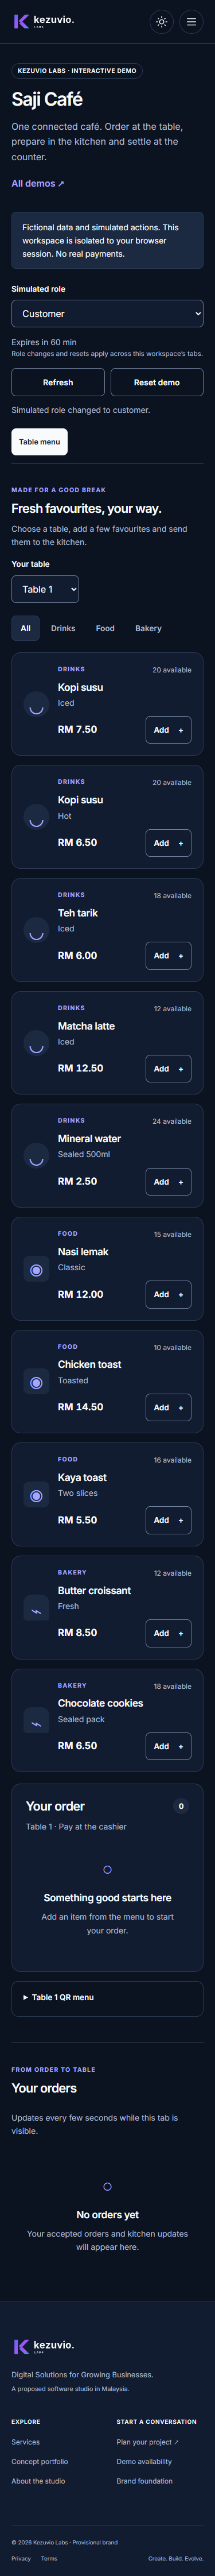 kezuvio.
LABS
KEZUVIO LABS · INTERACTIVE DEMO
Saji Café
One connected café. Order at the table,
prepare in the kitchen and settle at the
counter.
All demos ↗
Fictional data and simulated actions. This
workspace is isolated to your browser
session. No real payments.
Simulated role
Customer
Expires in 60 min
Role changes and resets apply across this workspace's tabs.
Refresh
Reset demo
Simulated role changed to customer.
Table menu
MADE FOR A GOOD BREAK
Fresh favourites, your way.
Choose a table, add a few favourites and send
them to the kitchen.
Your table
Table 1
All Drinks Food Bakery
DRINKS 20 available
Kopi susu
Iced
RM 7.50 Add +
DRINKS 20 available
Kopi susu
Hot
RM 6.50 Add +
DRINKS 18 available
Teh tarik
Iced
RM 6.00 Add +
DRINKS 12 available
Matcha latte
Iced
RM 12.50 Add +
DRINKS 24 available
Mineral water
Sealed 500ml
RM 2.50 Add +
FOOD 15 available
Nasi lemak
Classic
RM 12.00 Add +
FOOD 10 available
Chicken toast
Toasted
RM 14.50 Add +
FOOD 16 available
Kaya toast
Two slices
RM 5.50 Add +
BAKERY 12 available
Butter croissant
Fresh
RM 8.50 Add +
BAKERY 18 available
Chocolate cookies
Sealed pack
RM 6.50 Add +
Your order 0
Table 1 · Pay at the cashier
Something good starts here
Add an item from the menu to start
your order.
▶ Table 1 QR menu
FROM ORDER TO TABLE
Your orders
Updates every few seconds while this tab is
visible.
No orders yet
Your accepted orders and kitchen updates
will appear here.
kezuvio.
LABS
Digital Solutions for Growing Businesses.
A proposed software studio in Malaysia.
EXPLORE
Services
Concept portfolio
About the studio
START A CONVERSATION
Plan your project ↗
Demo availability
Brand foundation
© 2026 Kezuvio Labs · Provisional brand
Privacy Terms
Create. Build. Evolve.